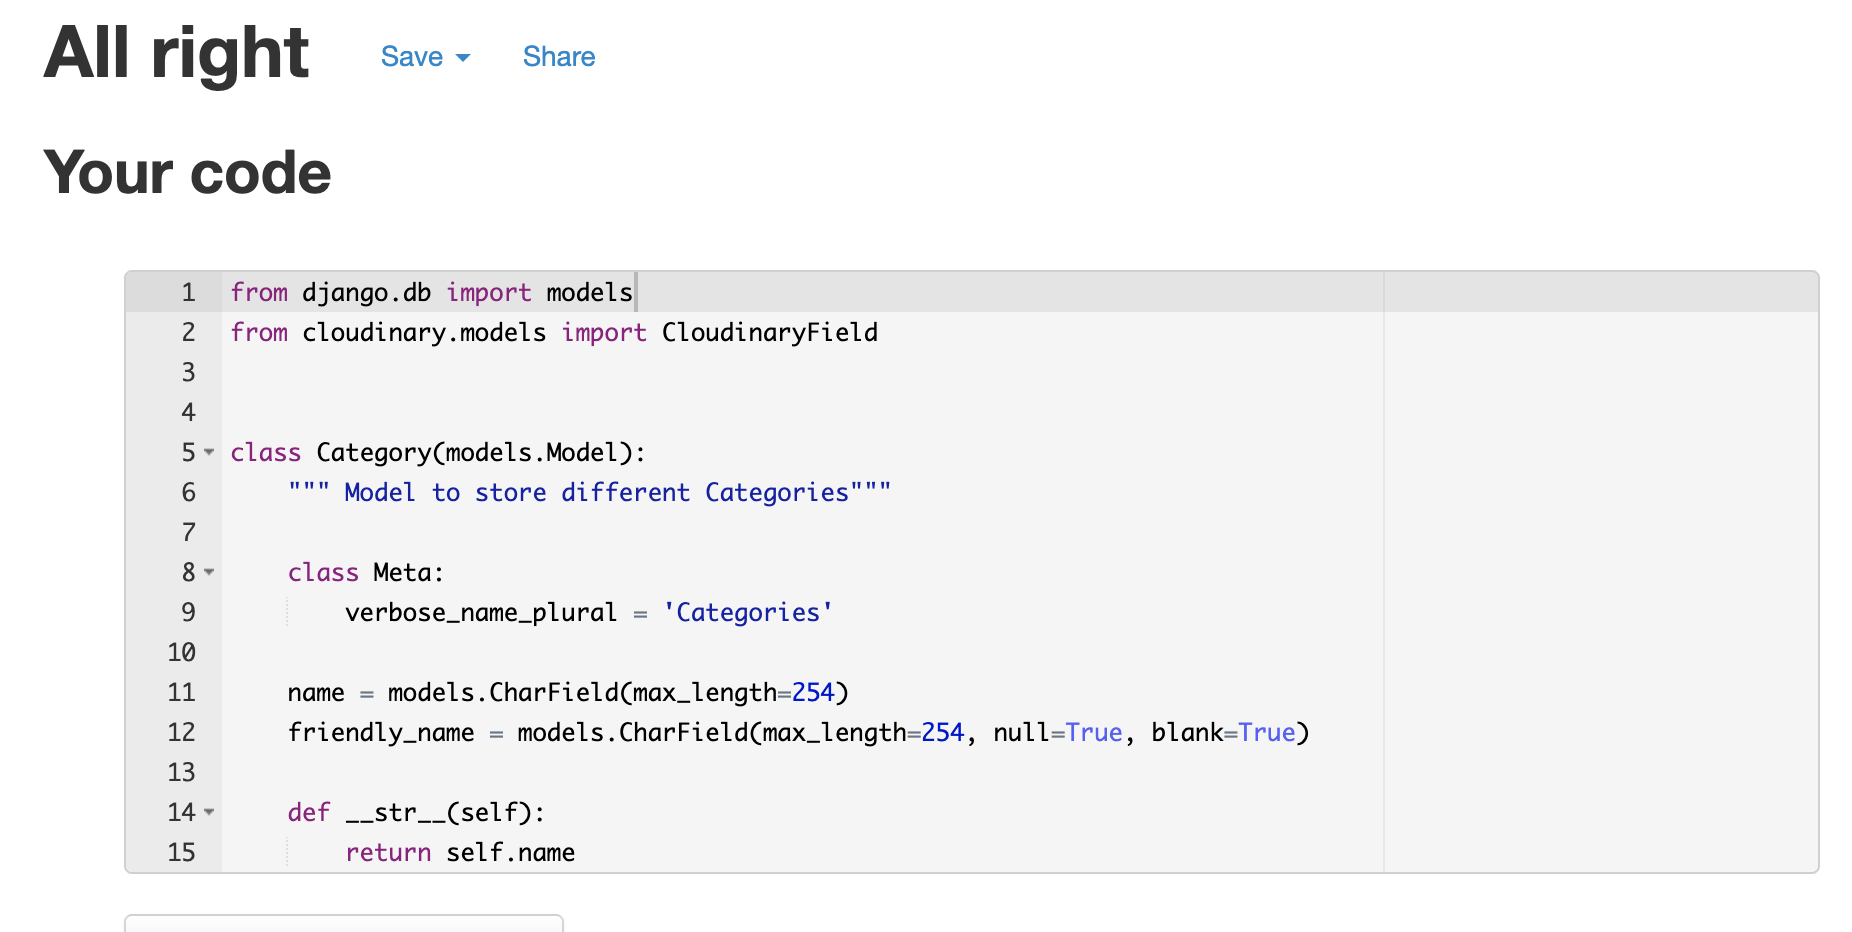 All right Save Share
Your code
1 from django.db import models
2 from cloudinary.models import CloudinaryField
3
4
5 class Category(models.Model):
6     """ Model to store different Categories"""
7
8     class Meta:
9         verbose_name_plural = 'Categories'
10
11     name = models.CharField(max_length=254)
12     friendly_name = models.CharField(max_length=254, null=True, blank=True)
13
14     def __str__(self):
15         return self.name